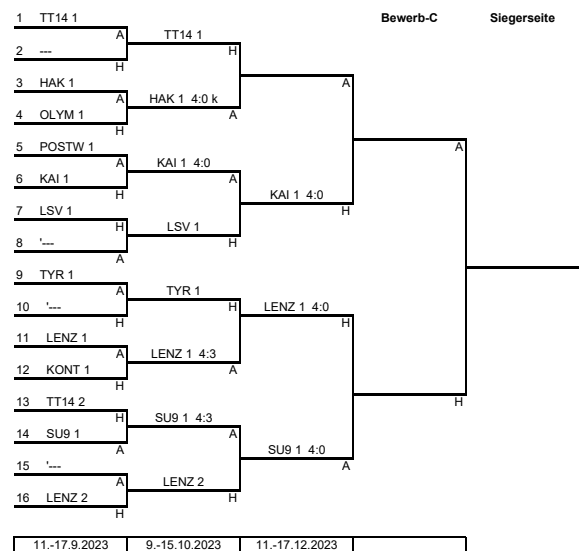 1 TT14 1 Bewerb-C Siegerseite
A TT14 1
2 --- H
H
3 HAK 1 A
A HAK 1 4:0 k
4 OLYM 1 A
H
5 POSTW 1 A
A KAI 1 4:0
6 KAI 1 A
H KAI 1 4:0
7 LSV 1 H
H LSV 1
8 '--- H
A
9 TYR 1
A TYR 1
10 '--- H LENZ 1 4:0
H H
11 LENZ 1
A LENZ 1 4:3
12 KONT 1 A
H
13 TT14 2 H
H SU9 1 4:3
14 SU9 1 A
A SU9 1 4:0
15 '--- A
A LENZ 2
16 LENZ 2 H
H
11.-17.9.2023 9.-15.10.2023 11.-17.12.2023